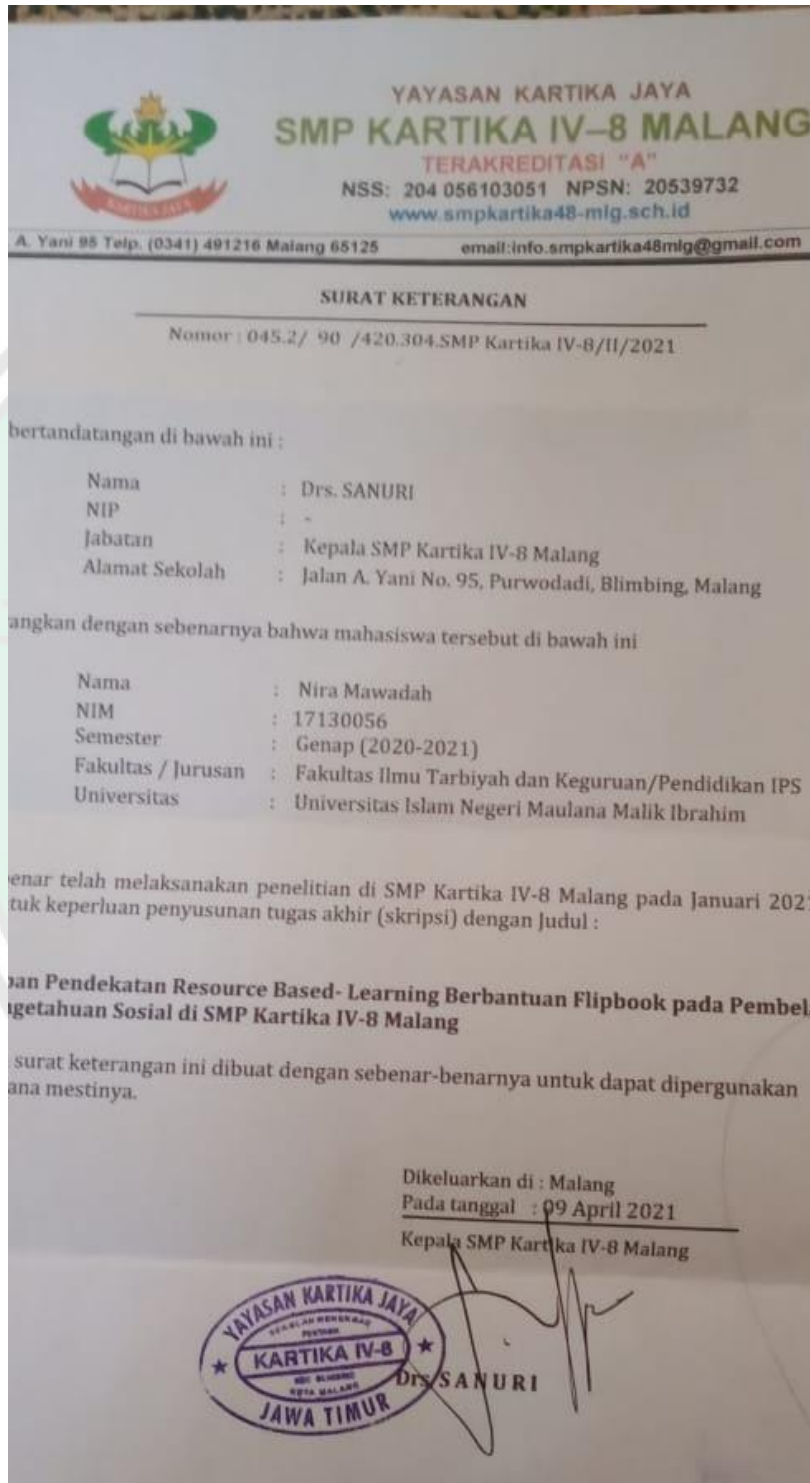 YAYASAN KARTIKA JAYA
SMP KARTIKA IV–8 MALANG
TERAKREDITASI "A"
NSS: 204 056103051 NPSN: 20539732
www.smpkartika48-mlg.sch.id
KARTIKA JAYA
A. Yani 95 Telp. (0341) 491216 Malang 65125 email:info.smpkartika48mlg@gmail.com
SURAT KETERANGAN
Nomor : 045.2/ 90 /420.304.SMP Kartika IV-8/II/2021
bertandatangan di bawah ini :
Nama : Drs. SANURI
NIP : -
Jabatan : Kepala SMP Kartika IV-8 Malang
Alamat Sekolah : Jalan A. Yani No. 95, Purwodadi, Blimbing, Malang
angkan dengan sebenarnya bahwa mahasiswa tersebut di bawah ini
Nama : Nira Mawadah
NIM : 17130056
Semester : Genap (2020-2021)
Fakultas / Jurusan : Fakultas Ilmu Tarbiyah dan Keguruan/Pendidikan IPS
Universitas : Universitas Islam Negeri Maulana Malik Ibrahim
enar telah melaksanakan penelitian di SMP Kartika IV-8 Malang pada Januari 202
tuk keperluan penyusunan tugas akhir (skripsi) dengan Judul :
pan Pendekatan Resource Based- Learning Berbantuan Flipbook pada Pembel
ngetahuan Sosial di SMP Kartika IV-8 Malang
surat keterangan ini dibuat dengan sebenar-benarnya untuk dapat dipergunakan
ana mestinya.
Dikeluarkan di : Malang
Pada tanggal : 09 April 2021
Kepala SMP Kartika IV-8 Malang
YAYASAN KARTIKA JAYA
KARTIKA IV-8
KOTA MALANG
JAWA TIMUR
Drs SANURI